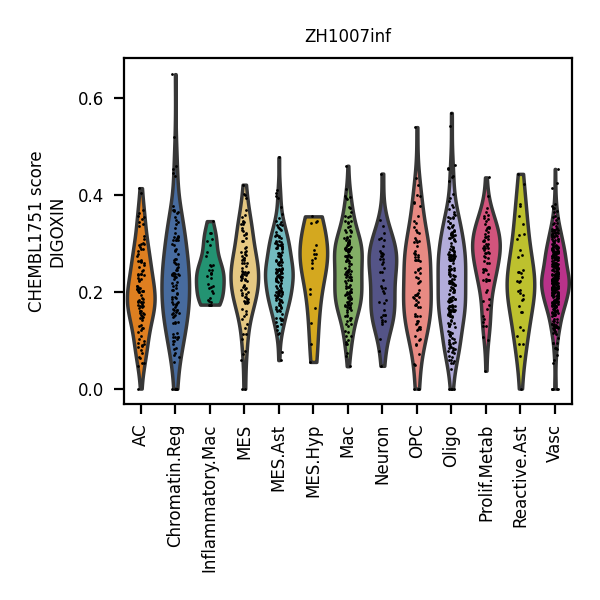 ZH1007inf
CHEMBL1751 score
DIGOXIN
0.6
0.4
0.2
0.0
AC
Chromatin.Reg
Inflammatory.Mac
MES
MES.Ast
MES.Hyp
Mac
Neuron
OPC
Oligo
Prolif.Metab
Reactive.Ast
Vasc